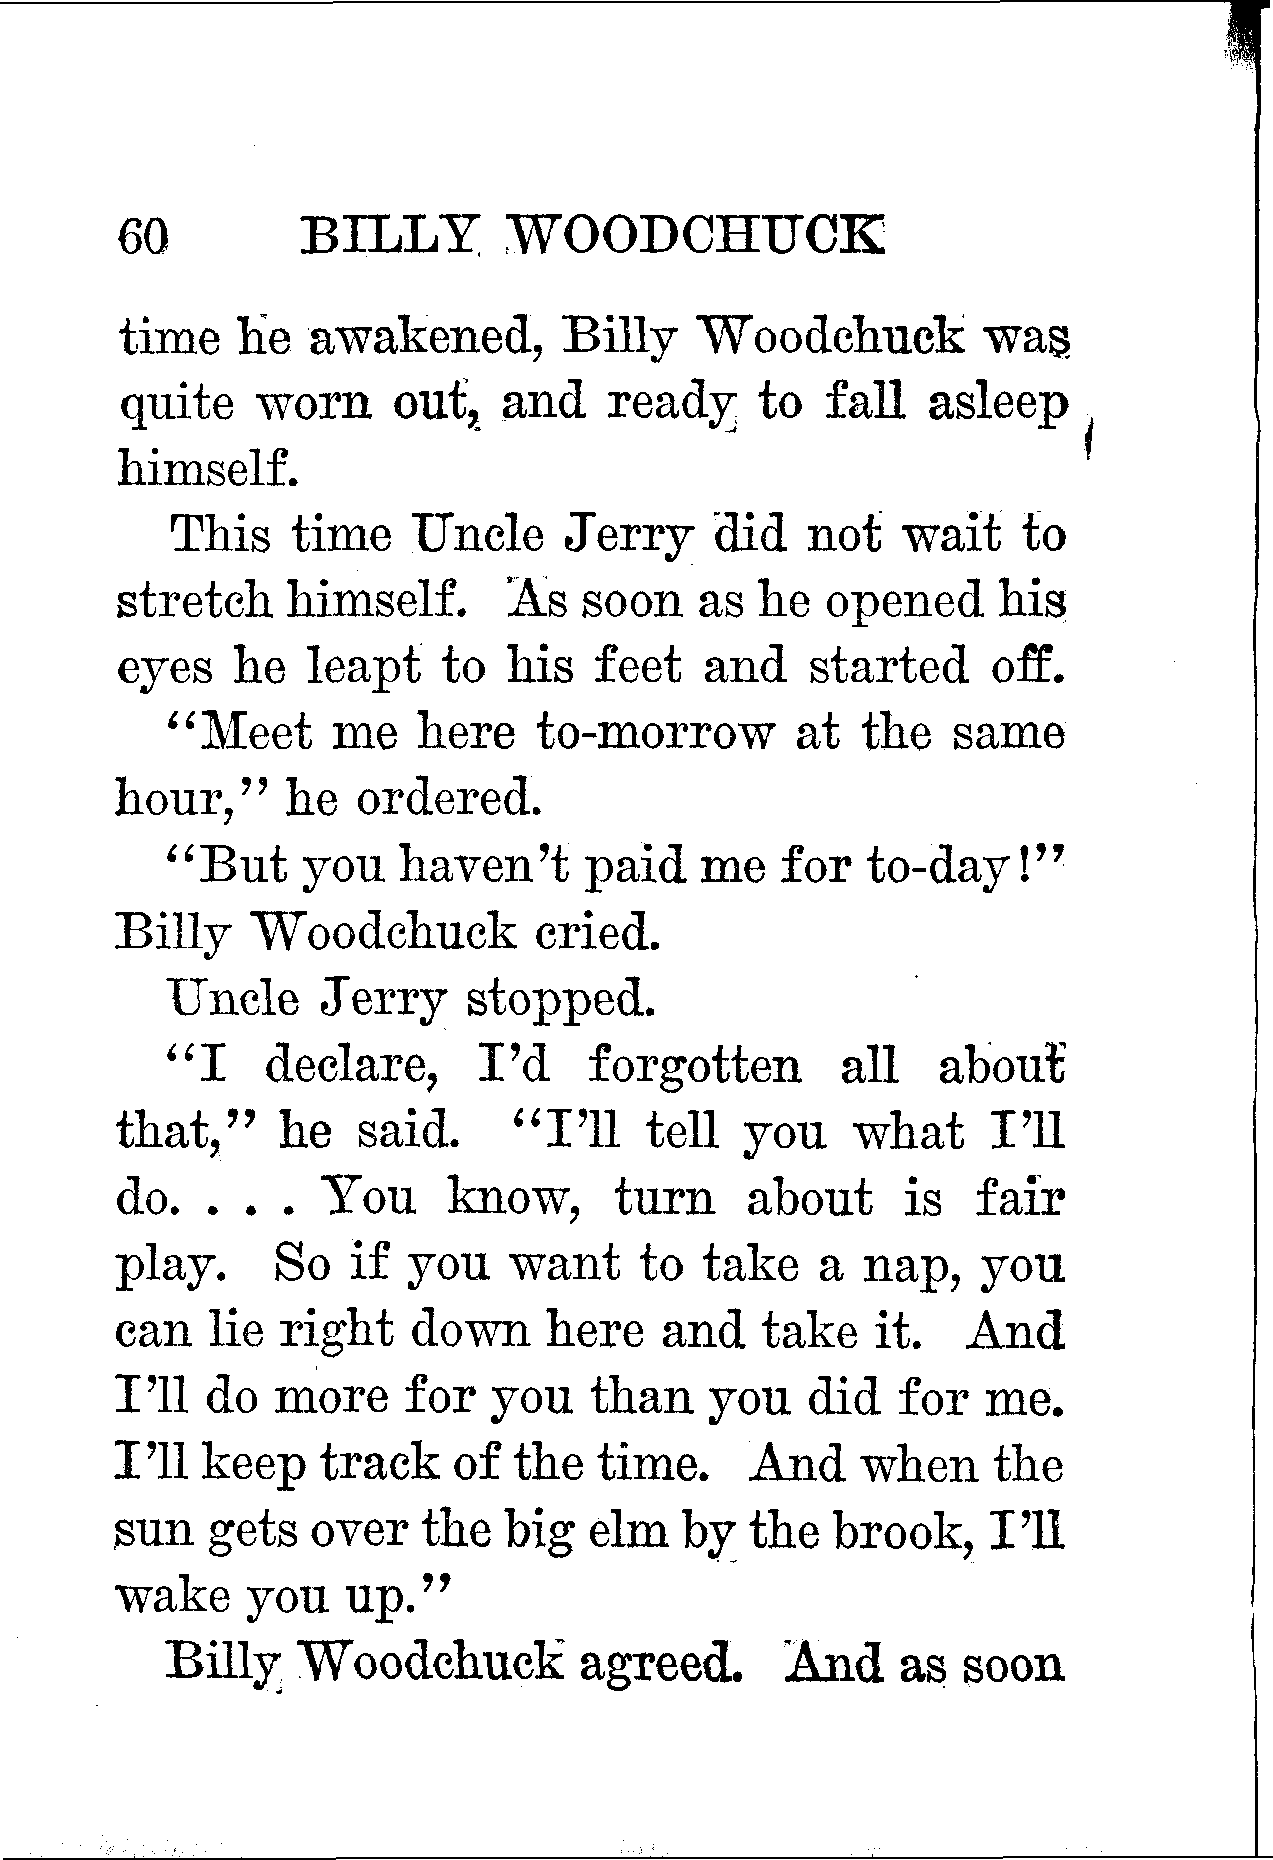 60 BILLY WOODCHUCK
time he awakened, Billy Woodchuck was
quite worn out, and ready to fall asleep
himself.
This time Uncle Jerry did not wait to
stretch himself. As soon as he opened his
eyes he leapt to his feet and started off.
“Meet me here to-morrow at the same
hour,” he ordered.
“But you haven’t paid me for to-day!”
Billy Woodchuck cried.
Uncle Jerry stopped.
“I declare, I’d forgotten all about
that,” he said. “I’ll tell you what I’ll
do. . . . You know, turn about is fair
play. So if you want to take a nap, you
can lie right down here and take it. And
I’ll do more for you than you did for me.
I’ll keep track of the time. And when the
sun gets over the big elm by the brook, I’ll
wake you up.”
Billy Woodchuck agreed. And as soon